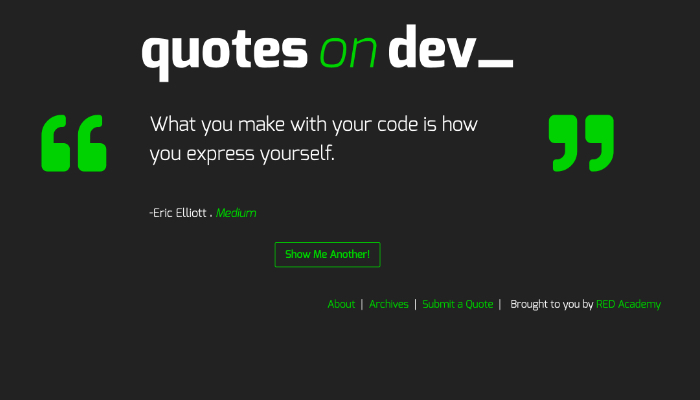 quotes on dev_
What you make with your code is how
you express yourself.
-Eric Elliott . Medium
Show Me Another!
About | Archives | Submit a Quote | Brought to you by RED Academy